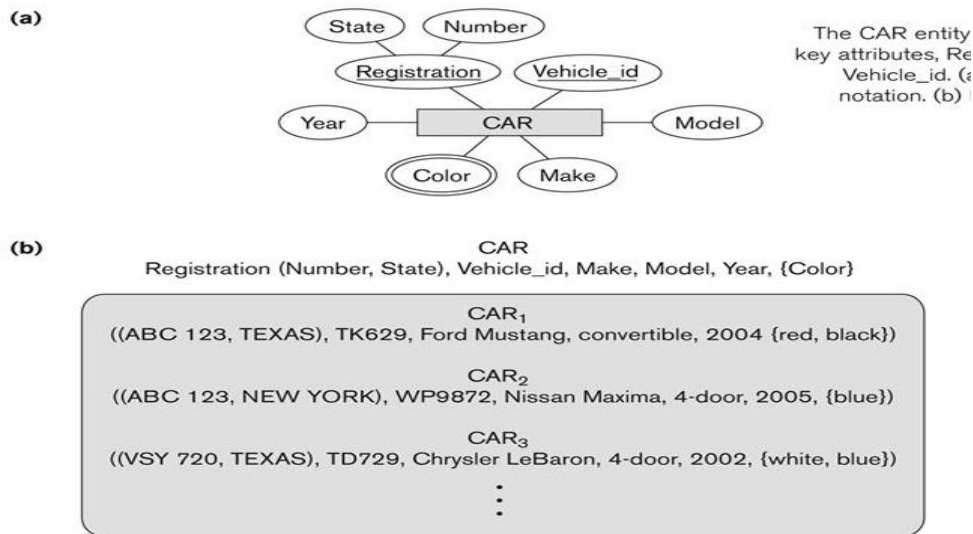 (a)
State
Number
Registration
Vehicle_id
Year
CAR
Model
Color
Make
The CAR entity
key attributes, Re
Vehicle_id. (a
notation. (b)
(b)
CAR
Registration (Number, State), Vehicle_id, Make, Model, Year, {Color}
CAR₁
((ABC 123, TEXAS), TK629, Ford Mustang, convertible, 2004 {red, black})
CAR₂
((ABC 123, NEW YORK), WP9872, Nissan Maxima, 4-door, 2005, {blue})
CAR₃
((VSY 720, TEXAS), TD729, Chrysler LeBaron, 4-door, 2002, {white, blue})